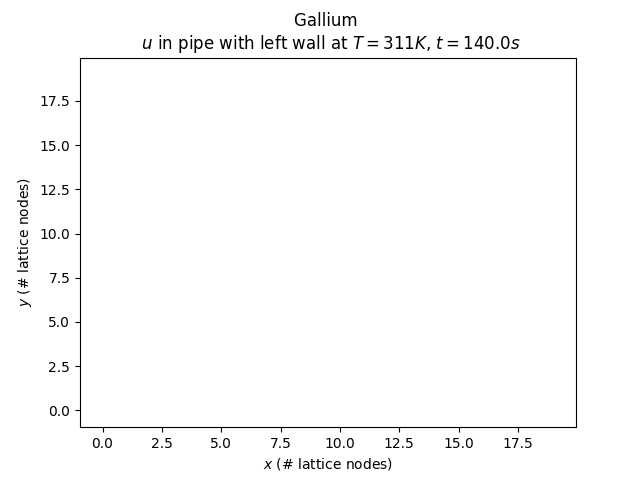 Gallium
u in pipe with left wall at T = 311K, t = 140.0s
17.5
15.0
12.5
10.0
7.5
5.0
2.5
0.0
y (# lattice nodes)
0.0 2.5 5.0 7.5 10.0 12.5 15.0 17.5
x (# lattice nodes)